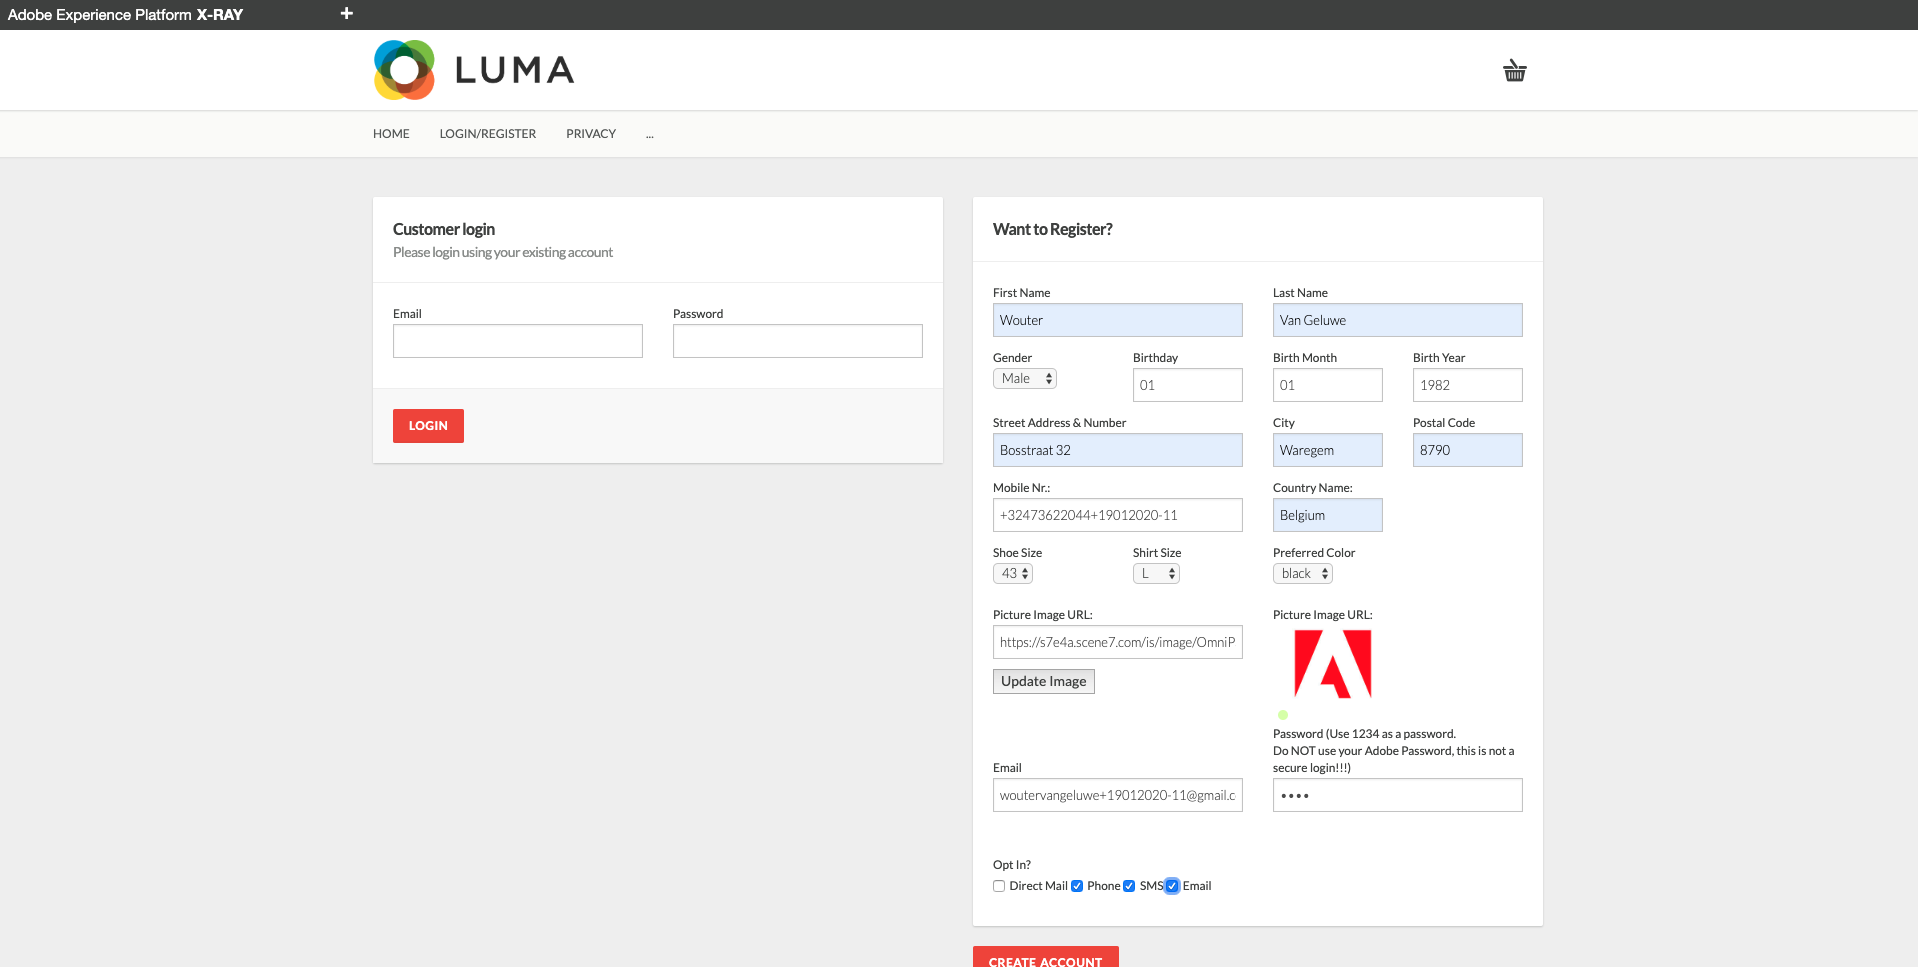 Adobe Experience Platform X-RAY
LUMA
HOME LOGIN/REGISTER PRIVACY ...
Customer login
Please login using your existing account
Email Password
LOGIN
Want to Register?
First Name Last Name
Wouter Van Geluwe
Gender Birthday Birth Month Birth Year
Male 01 01 1982
Street Address & Number City Postal Code
Bosstraat 32 Waregem 8790
Mobile Nr.: Country Name:
+32473622044+19012020-11 Belgium
Shoe Size Shirt Size Preferred Color
43 L black
Picture Image URL: Picture Image URL:
https://s7e4a.scene7.com/is/image/OmniP
Update Image
Password (Use 1234 as a password.
Do NOT use your Adobe Password, this is not a
Email secure login!!!)
woutervangeluwe+19012020-11@gmail.c ••••
Opt In?
Direct Mail Phone SMS Email
CREATE ACCOUNT